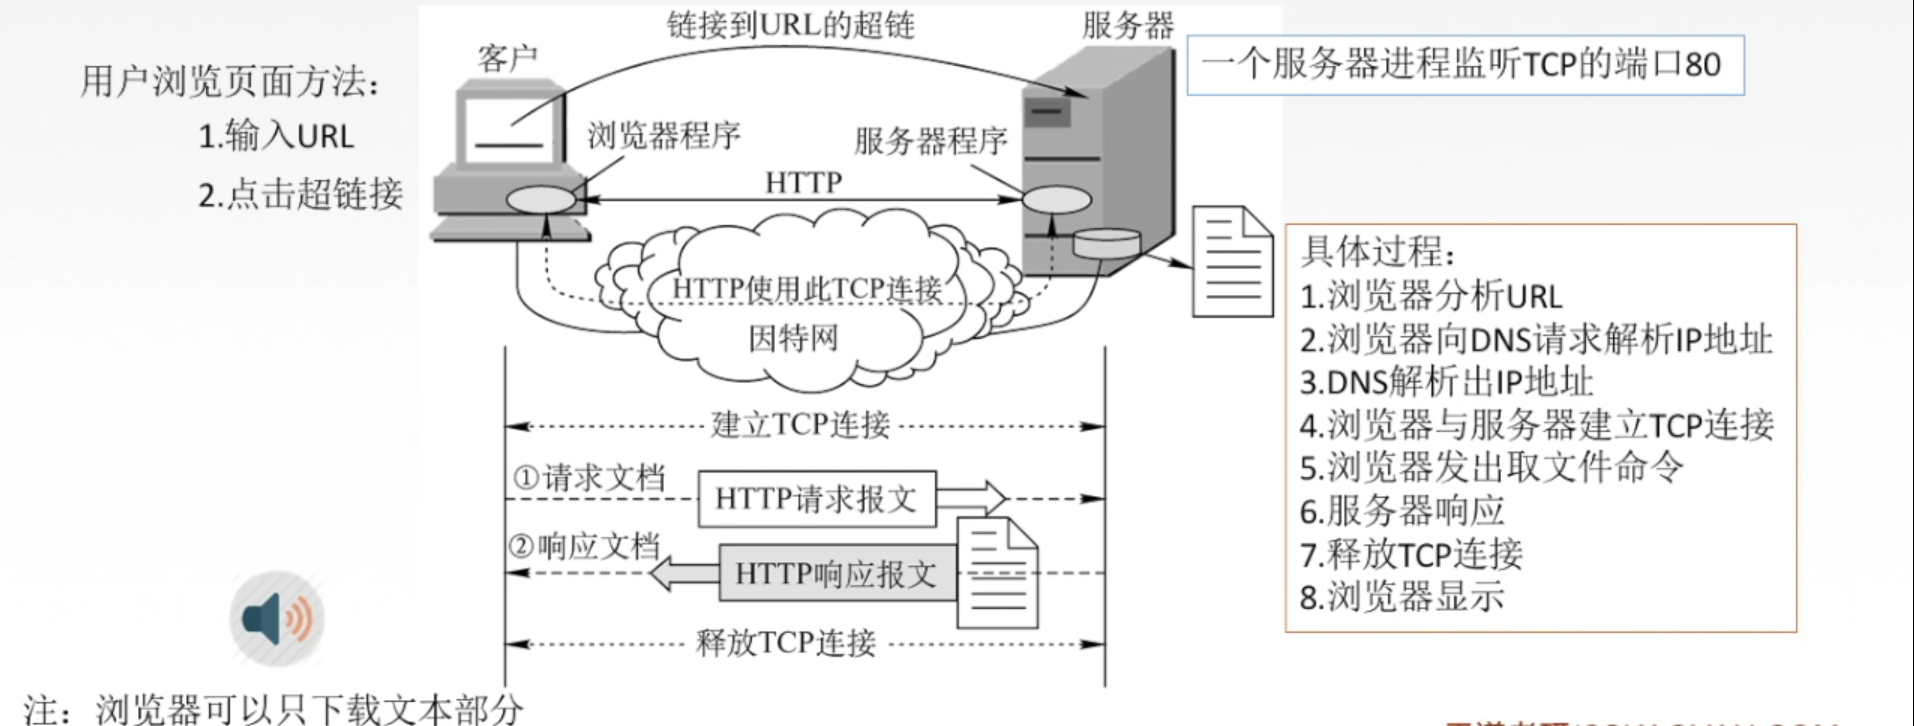 链接到URL的超链
服务器
客户
一个服务器进程监听TCP的端口80
用户浏览页面方法：
1.输入URL
2.点击超链接
浏览器程序
服务器程序
HTTP
HTTP使用此TCP连接
因特网
具体过程：
1.浏览器分析URL
2.浏览器向DNS请求解析IP地址
3.DNS解析出IP地址
4.浏览器与服务器建立TCP连接
5.浏览器发出取文件命令
6.服务器响应
7.释放TCP连接
8.浏览器显示
建立TCP连接
①请求文档
HTTP请求报文
②响应文档
HTTP响应报文
释放TCP连接
注：浏览器可以只下载文本部分